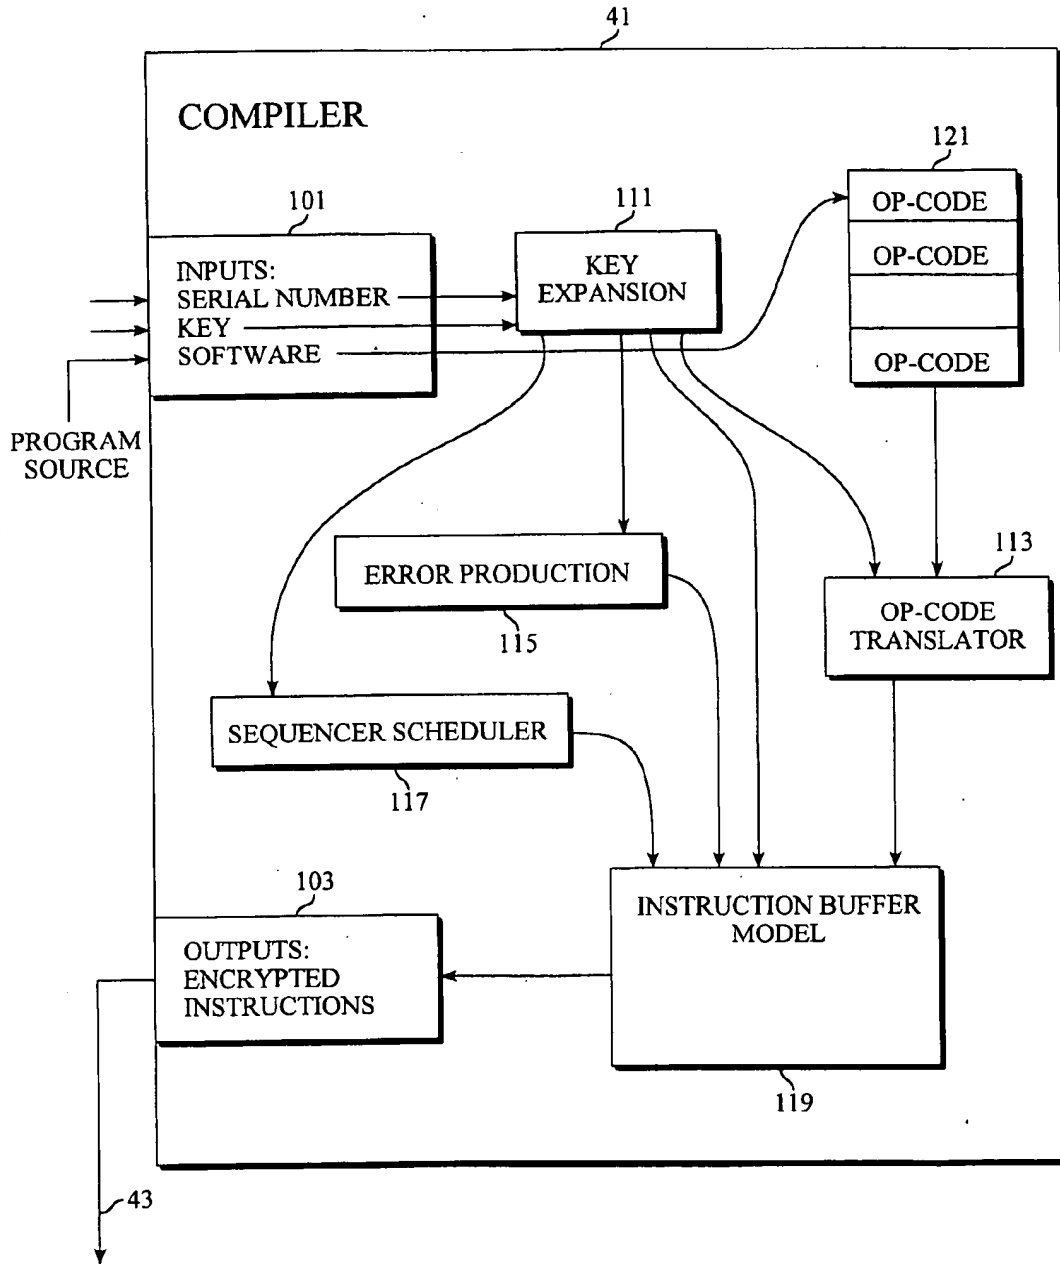 41
COMPILER
121
OP-CODE
OP-CODE
OP-CODE
101
INPUTS:
SERIAL NUMBER
KEY
SOFTWARE
111
KEY
EXPANSION
PROGRAM
SOURCE
113
OP-CODE
TRANSLATOR
ERROR PRODUCTION
115
SEQUENCER SCHEDULER
117
103
OUTPUTS:
ENCRYPTED
INSTRUCTIONS
INSTRUCTION BUFFER
MODEL
119
43